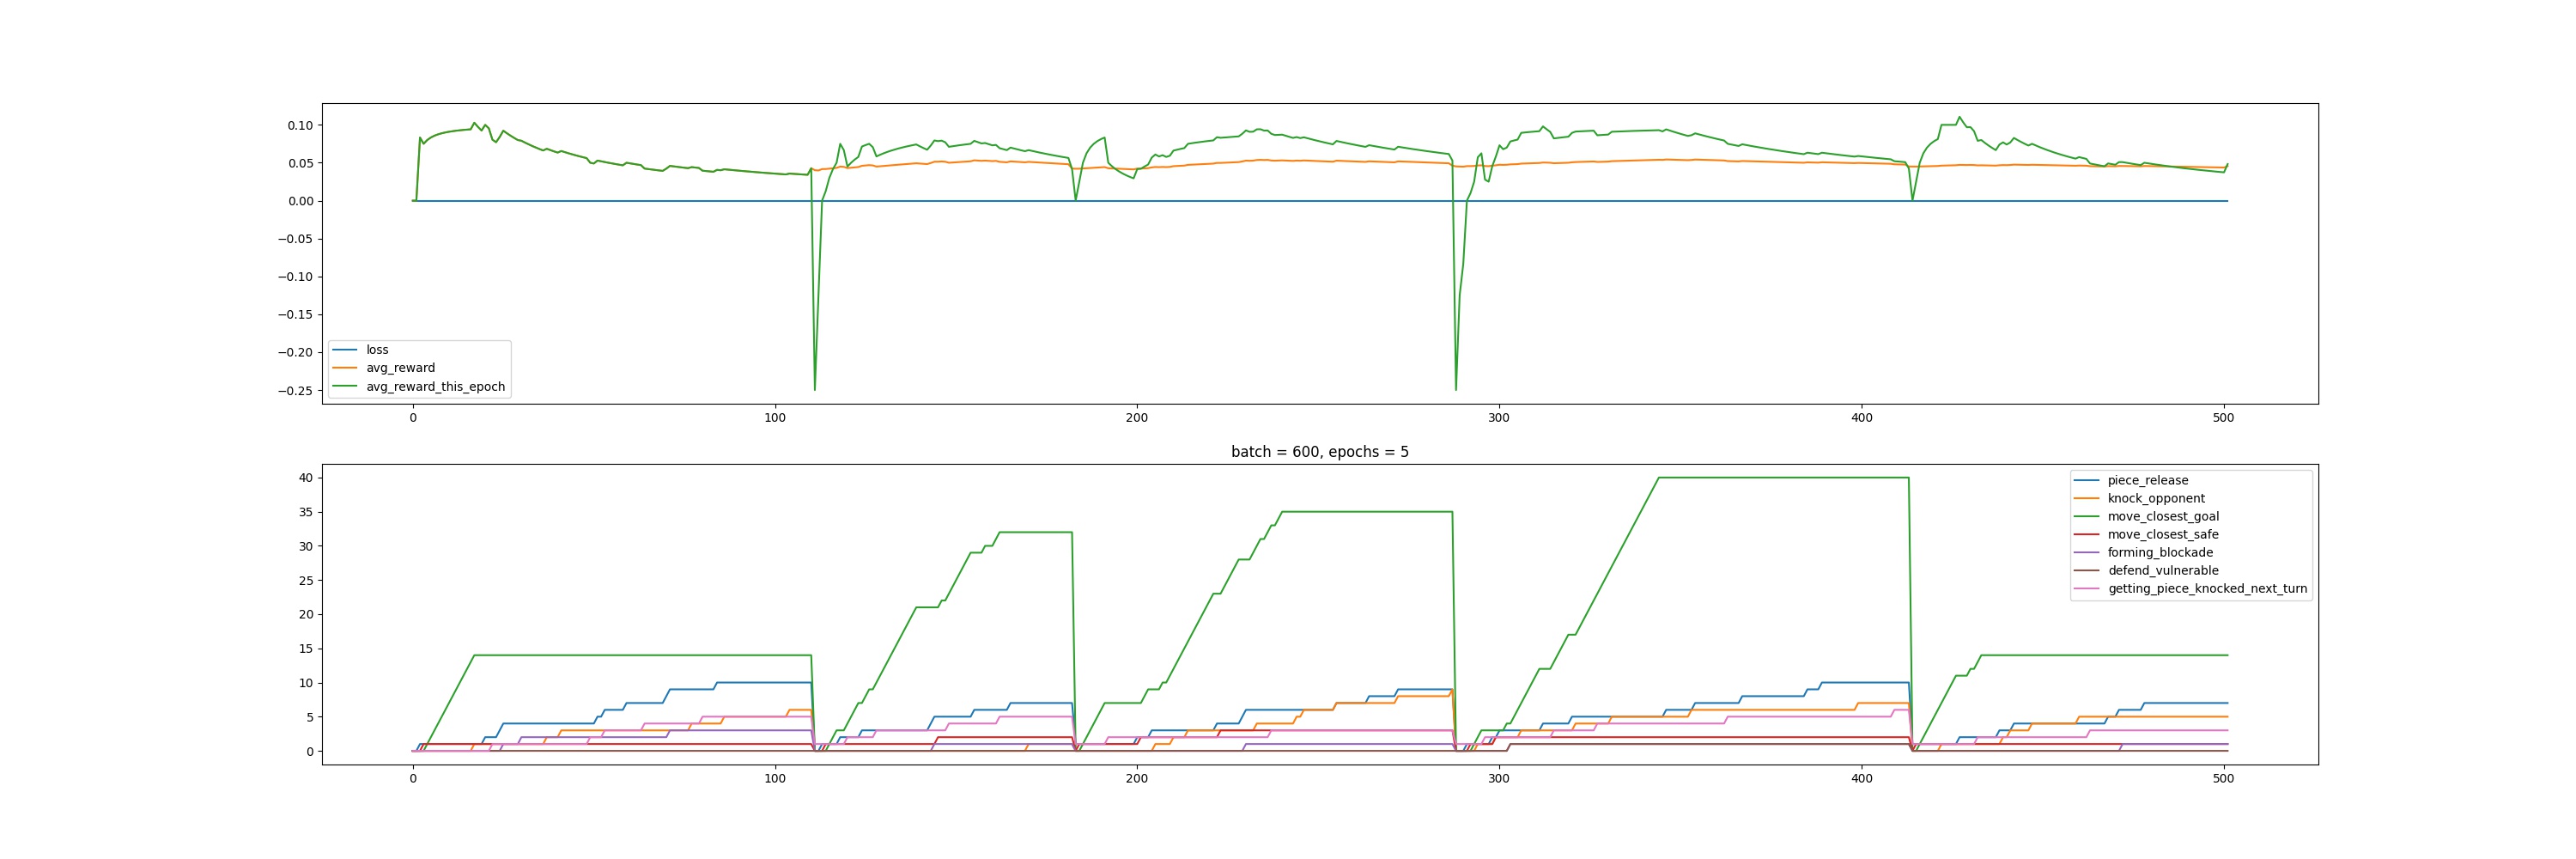 0.10
0.05
0.00
−0.05
−0.10
−0.15
−0.20
−0.25
loss
avg_reward
avg_reward_this_epoch
0 100 200 300 400 500
batch = 600, epochs = 5
40
35
30
25
20
15
10
5
0
piece_release
knock_opponent
move_closest_goal
move_closest_safe
forming_blockade
defend_vulnerable
getting_piece_knocked_next_turn
0 100 200 300 400 500